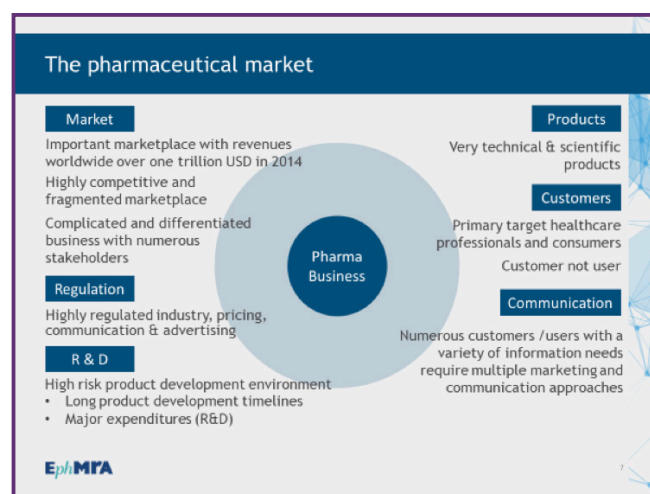 The pharmaceutical market
Market
Important marketplace with revenues
worldwide over one trillion USD in 2014
Highly competitive and
fragmented marketplace
Complicated and differentiated
business with numerous
stakeholders
Regulation
Highly regulated industry, pricing,
communication & advertising
R & D
High risk product development environment
• Long product development timelines
• Major expenditures (R&D)
Pharma
Business
Products
Very technical & scientific
products
Customers
Primary target healthcare
professionals and consumers
Customer not user
Communication
Numerous customers /users with a
variety of information needs
require multiple marketing and
communication approaches
EphMRA
7